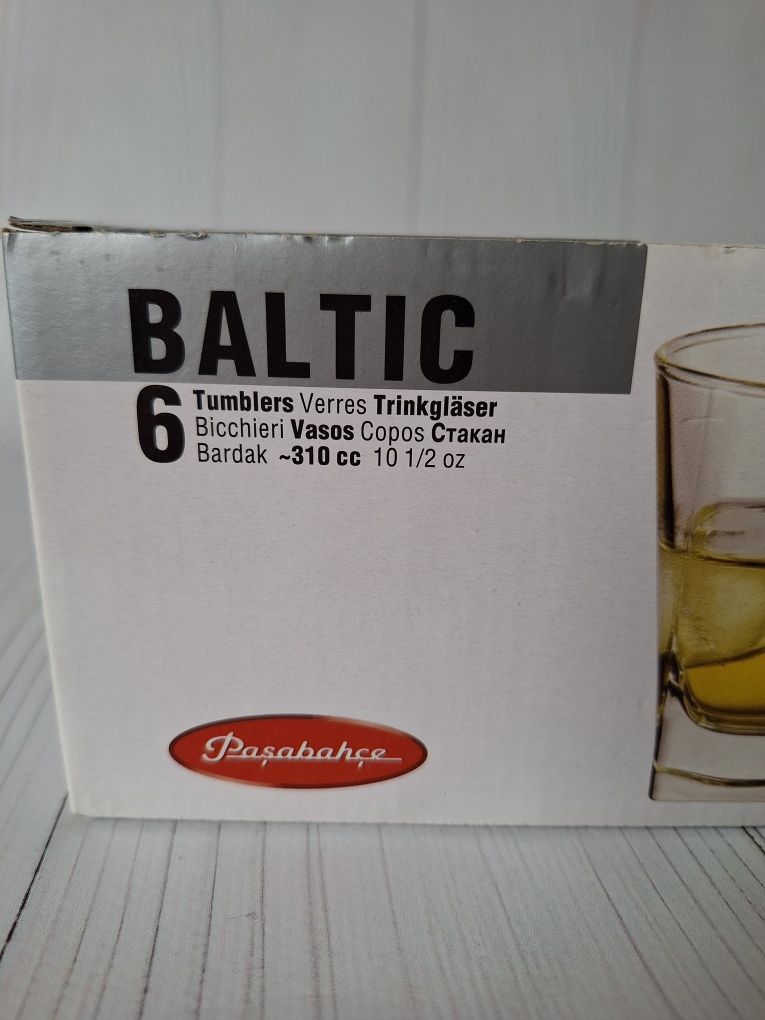 BALTIC
6 Tumblers Verres Trinkgläser
Bicchieri Vasos Copos Стакан
Bardak ~310 cc 10 1/2 oz
Paşabahçe